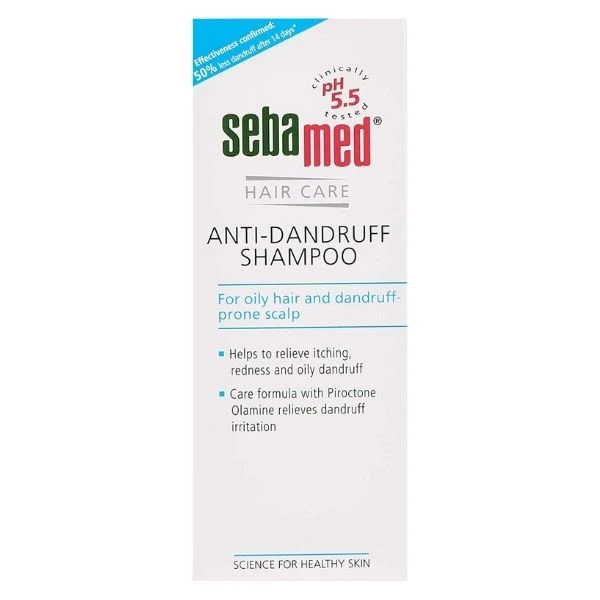 Effectiveness confirmed:
50% less dandruff after 14 days*
clinically
pH
5.5
tested
seba
med®
HAIR CARE
ANTI-DANDRUFF
SHAMPOO
For oily hair and dandruff-
prone scalp
▪ Helps to relieve itching,
redness and oily dandruff
▪ Care formula with Piroctone
Olamine relieves dandruff
irritation
SCIENCE FOR HEALTHY SKIN